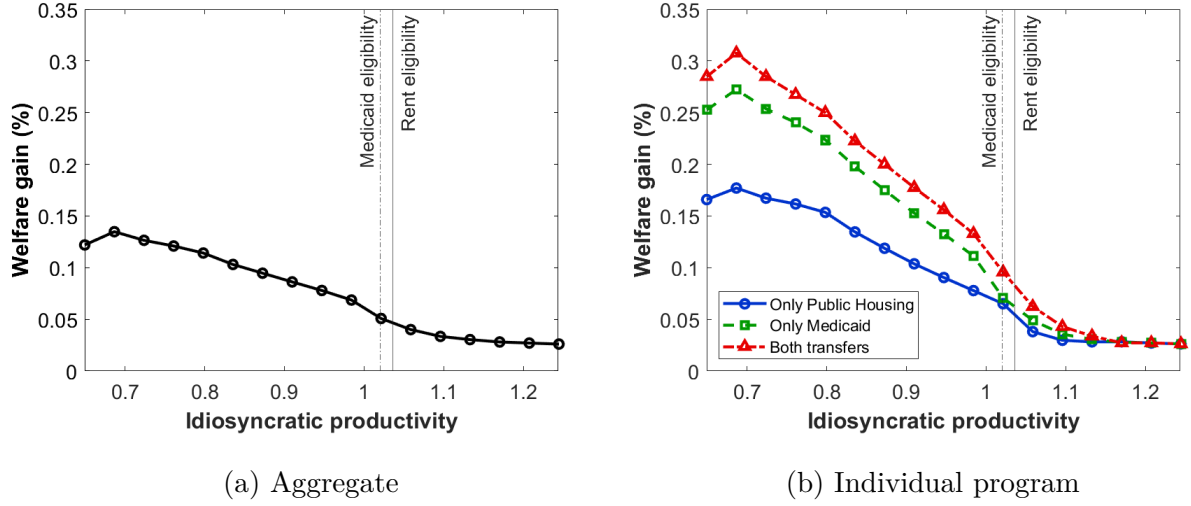 0.35
0.3
0.25
0.2
0.15
0.1
0.05
0
Welfare gain (%)
Medicaid eligibility
Rent eligibility
0.7 0.8 0.9 1 1.1 1.2
Idiosyncratic productivity
(a) Aggregate
0.35
0.3
0.25
0.2
0.15
0.1
0.05
0
Welfare gain (%)
Medicaid eligibility
Rent eligibility
Only Public Housing
Only Medicaid
Both transfers
0.7 0.8 0.9 1 1.1 1.2
Idiosyncratic productivity
(b) Individual program